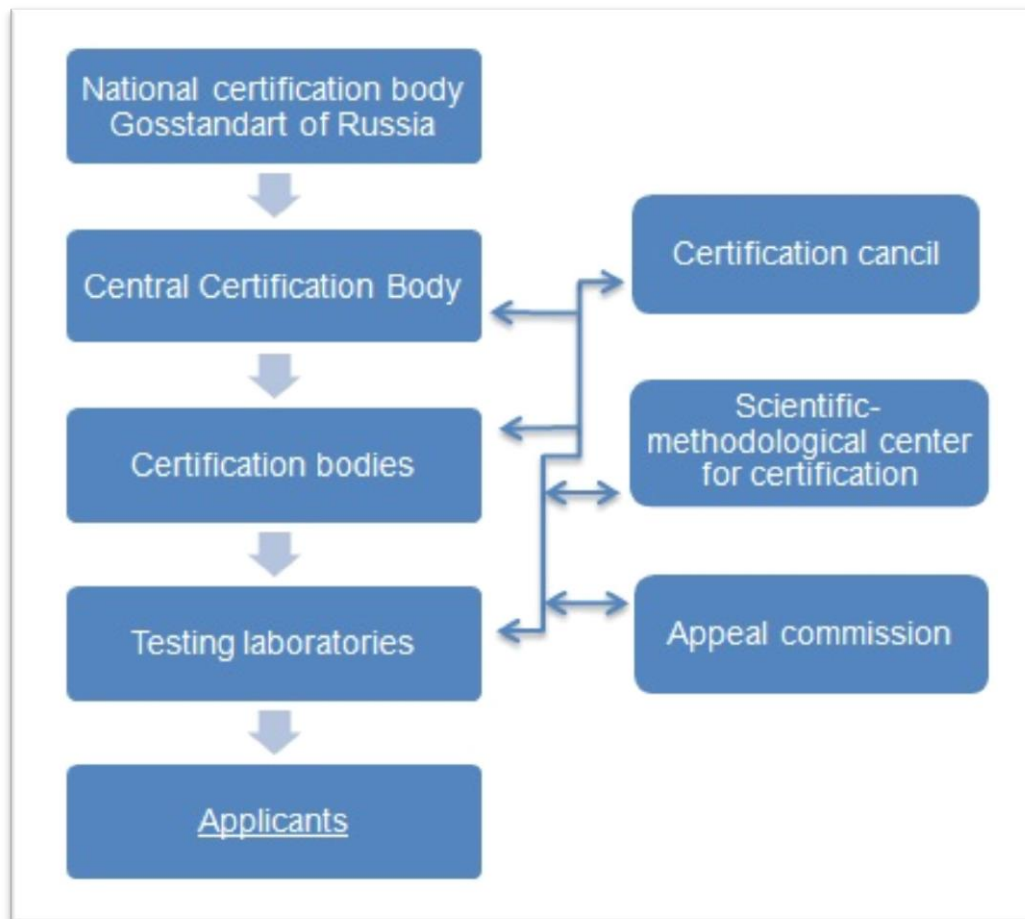 National certification body
Gosstandart of Russia
Central Certification Body
Certification bodies
Testing laboratories
Applicants
Certification cancil
Scientific-
methodological center
for certification
Appeal commission